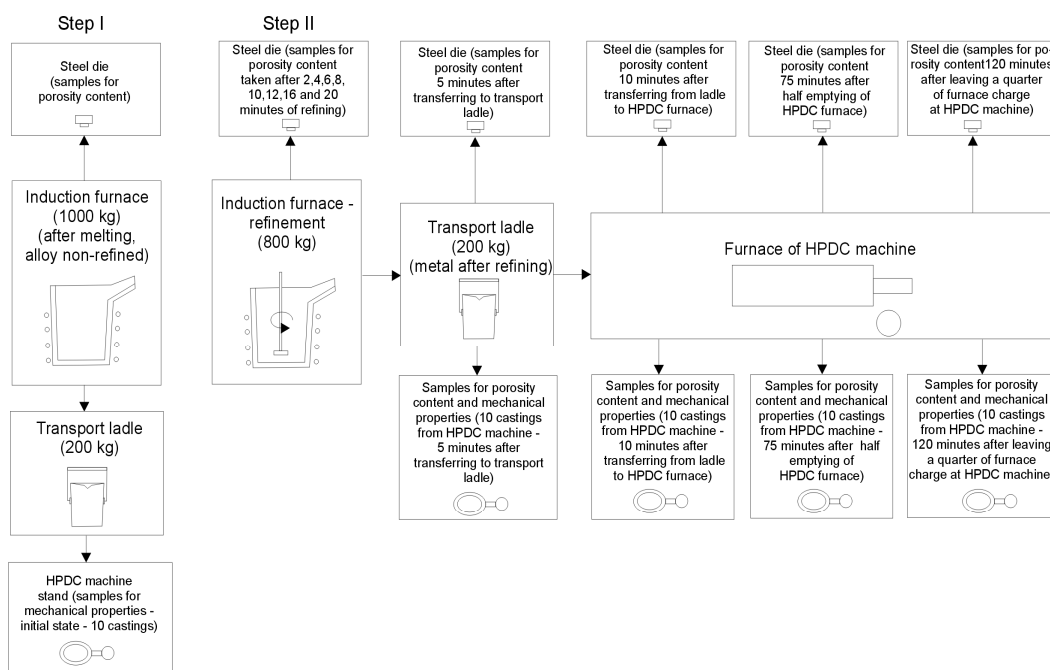 Step I
Step II
Steel die
(samples for
porosity content)
Steel die (samples for
porosity content
taken after 2,4,6,8,
10,12,16 and 20
minutes of refining)
Steel die (samples for
porosity content
5 minutes after
transferring to transport
ladle)
Steel die (samples for
porosity content
10 minutes after
transferring from ladle
to HPDC furnace)
Steel die (samples for
porosity content
75 minutes after
half emptying of
HPDC furnace)
Steel die (samples for po-
rosity content120 minutes
after leaving a quarter
of furnace charge
at HPDC machine)
Induction furnace
(1000 kg)
(after melting,
alloy non-refined)
Induction furnace -
refinement
(800 kg)
Transport ladle
(200 kg)
(metal after refining)
Furnace of HPDC machine
Transport ladle
(200 kg)
Samples for porosity
content and mechanical
properties (10 castings
from HPDC machine -
5 minutes after
transferring to transport
ladle)
Samples for porosity
content and mechanical
properties (10 castings
from HPDC machine -
10 minutes after
transferring from ladle
to HPDC furnace)
Samples for porosity
content and mechanical
properties (10 castings
from HPDC machine -
75 minutes after  half
emptying of
HPDC furnace)
Samples for porosity
content and mechanical
properties (10 castings
from HPDC machine -
120 minutes after leaving
a quarter of furnace
charge at HPDC machine
HPDC machine
stand (samples for
mechanical properties -
initial state - 10 castings)